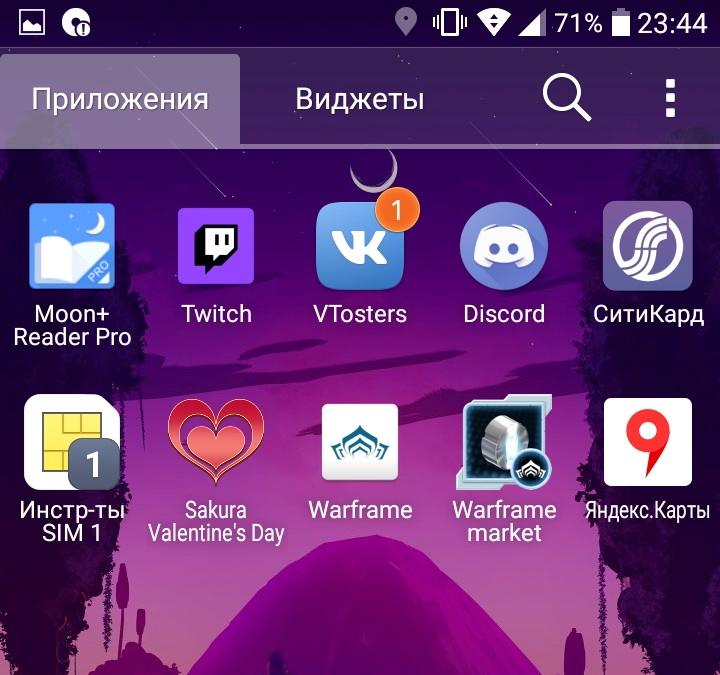 71% 23:44
Приложения Виджеты
1
PRO
Moon+ Twitch VTosters Discord СитиКард
Reader Pro
1
Инстр-ты Sakura Warframe Warframe Яндекс.Карты
SIM 1 Valentine's Day market